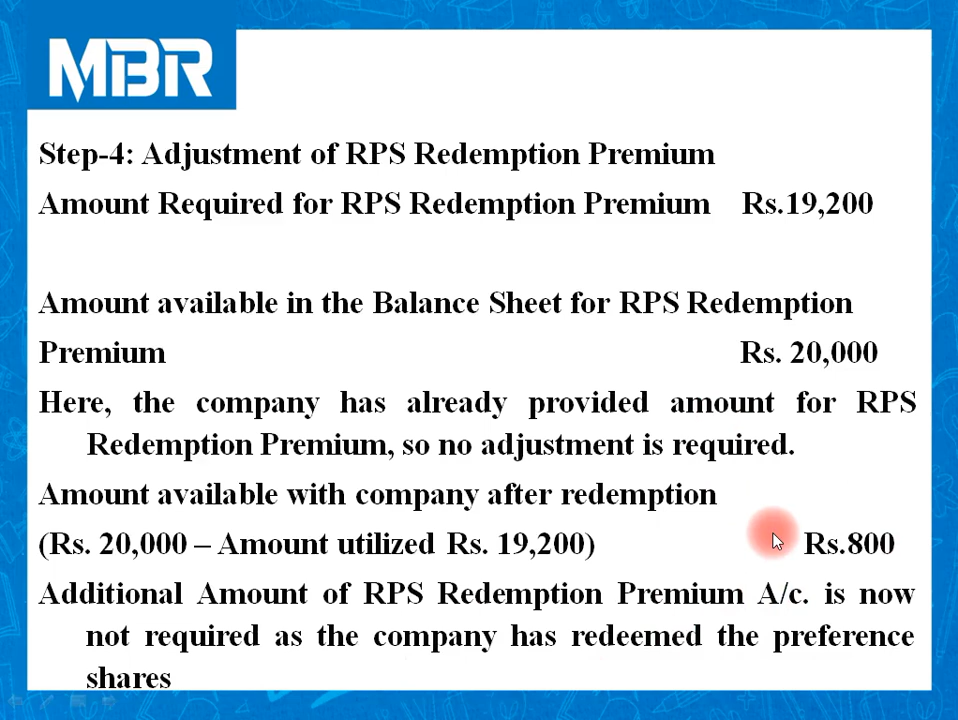 MBR
Step-4: Adjustment of RPS Redemption Premium
Amount Required for RPS Redemption Premium Rs.19,200
Amount available in the Balance Sheet for RPS Redemption
Premium Rs. 20,000
Here, the company has already provided amount for RPS
Redemption Premium, so no adjustment is required.
Amount available with company after redemption
(Rs. 20,000 – Amount utilized Rs. 19,200) Rs.800
Additional Amount of RPS Redemption Premium A/c. is now
not required as the company has redeemed the preference
shares